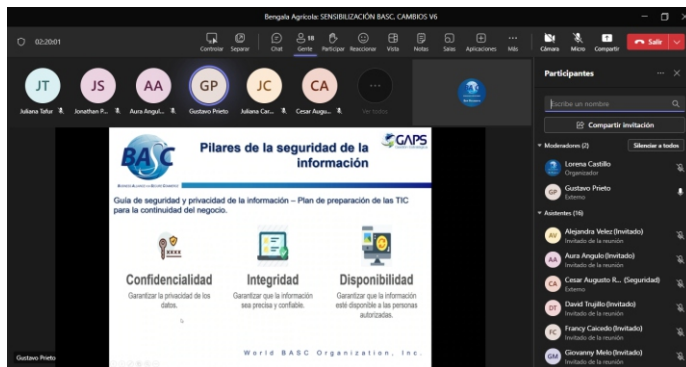 Bengala Agrícola: SENSIBILIZACIÓN BASC, CAMBIOS V6
02:20:01
Controlar
Separar
Chat
18
Gente
Participar
Reaccionar
Vista
Notas
Salas
Aplicaciones
Más
Cámara
Micro
Compartir
Salir
JT
JS
AA
GP
JC
CA
Juliana Tafur
Jonathan P...
Aura Angul...
Gustavo Prieto
Juliana Car...
Cesar Augu...
Ver todos
BASC
Pilares de la seguridad de la
información
GAPS
Guía de seguridad y privacidad de la información – Plan de preparación de las TIC
para la continuidad del negocio.
Confidencialidad
Garantizar la privacidad de los
datos.
Integridad
Garantizar que la información
sea precisa y confiable.
Disponibilidad
Garantizar que la información
esté disponible a las personas
autorizadas.
World BASC Organization, Inc.
Gustavo Prieto
Participantes
Escribe un nombre
Compartir invitación
Moderadores (2)
Silenciar a todos
Lorena Castillo
Organizador
GP
Gustavo Prieto
Externo
Asistentes (16)
AV
Alejandra Velez (Invitado)
Invitado de la reunión
AA
Aura Angulo (Invitado)
Invitado de la reunión
CA
Cesar Augusto R... (Seguridad)
Externo
DT
David Trujillo (Invitado)
Invitado de la reunión
FC
Francy Caicedo (Invitado)
Invitado de la reunión
GM
Giovanny Melo (Invitado)
Invitado de la reunión